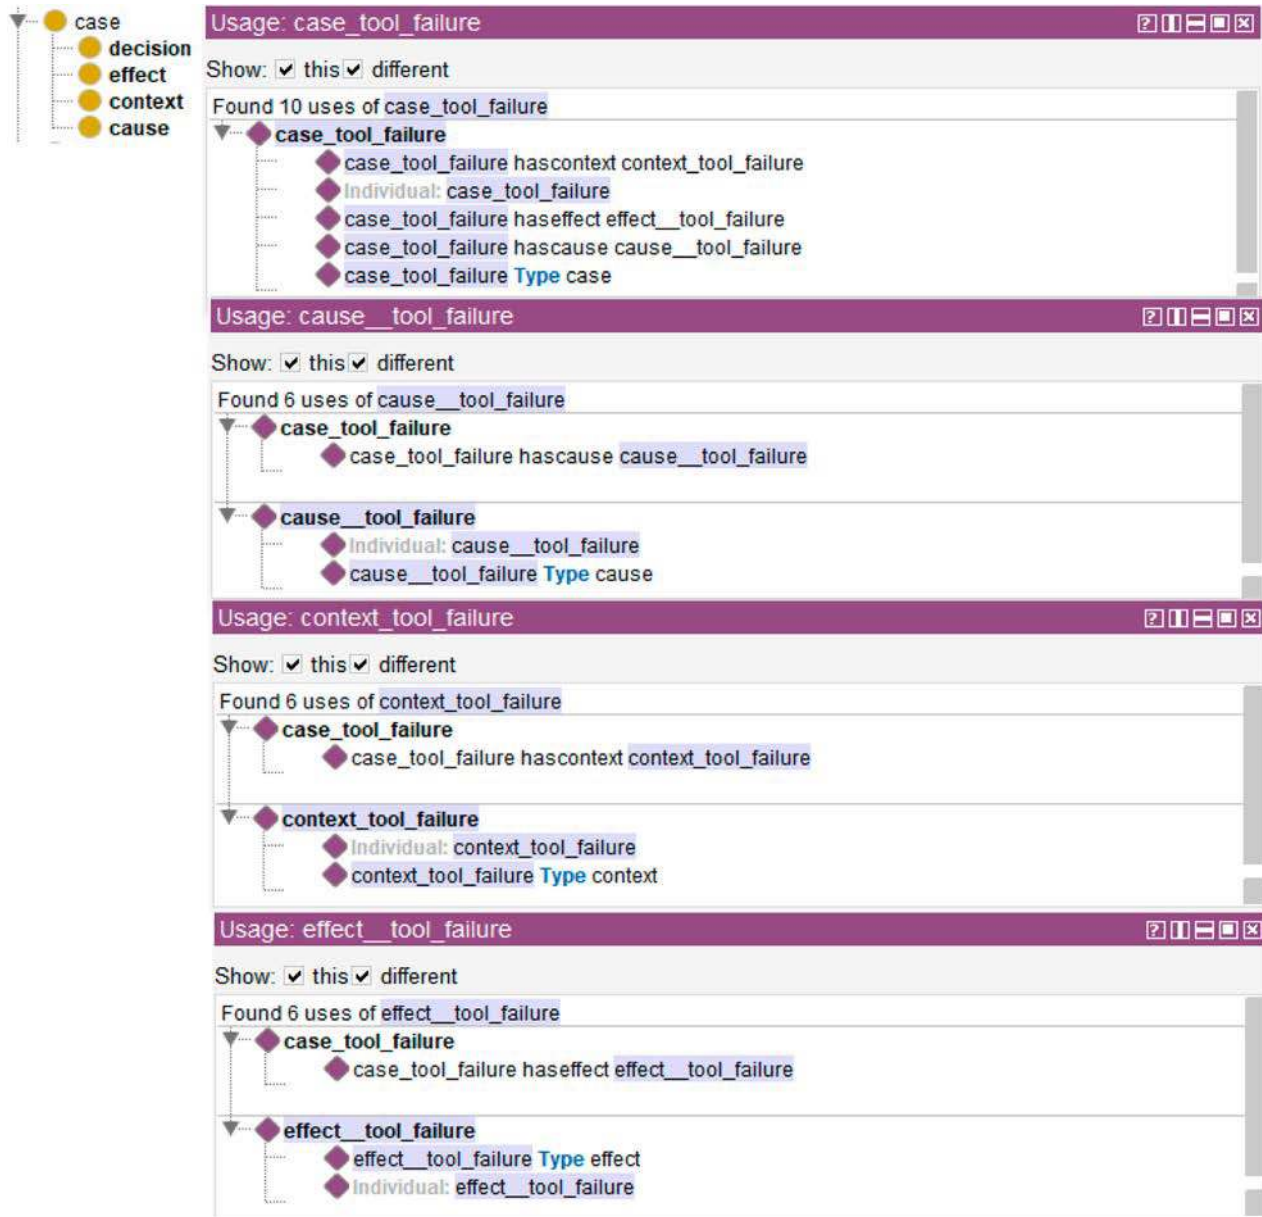 case
decision
effect
context
cause
Usage: case_tool_failure
Show: this different
Found 10 uses of case_tool_failure
case_tool_failure
case_tool_failure hascontext context_tool_failure
Individual: case_tool_failure
case_tool_failure haseffect effect__tool_failure
case_tool_failure hascause cause__tool_failure
case_tool_failure Type case
Usage: cause__tool_failure
Show: this different
Found 6 uses of cause__tool_failure
case_tool_failure
case_tool_failure hascause cause__tool_failure
cause__tool_failure
Individual: cause__tool_failure
cause__tool_failure Type cause
Usage: context_tool_failure
Show: this different
Found 6 uses of context_tool_failure
case_tool_failure
case_tool_failure hascontext context_tool_failure
context_tool_failure
Individual: context_tool_failure
context_tool_failure Type context
Usage: effect__tool_failure
Show: this different
Found 6 uses of effect__tool_failure
case_tool_failure
case_tool_failure haseffect effect__tool_failure
effect__tool_failure
effect__tool_failure Type effect
Individual: effect__tool_failure